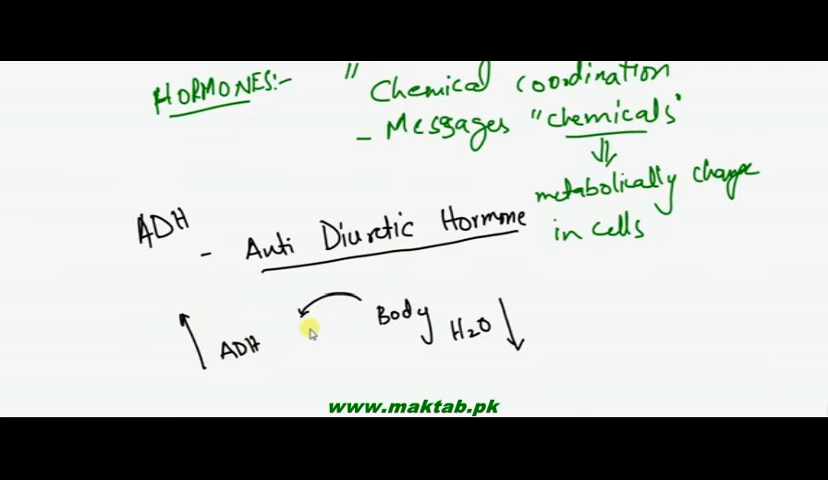 HORMONES:-
" Chemical coordination
- Messages "chemicals"
⇓
metabolically change
in cells
ADH
- Anti Diuretic Hormone
↑ ADH ← Body H₂O ↓
www.maktab.pk